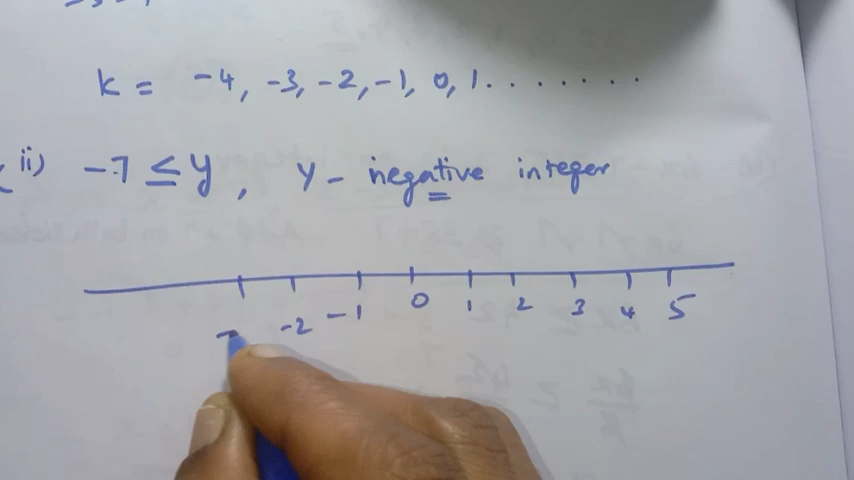 k = -4, -3, -2, -1, 0, 1........
ii) -7 ≤ y, y - negative integer
-2 -1 0 1 2 3 4 5